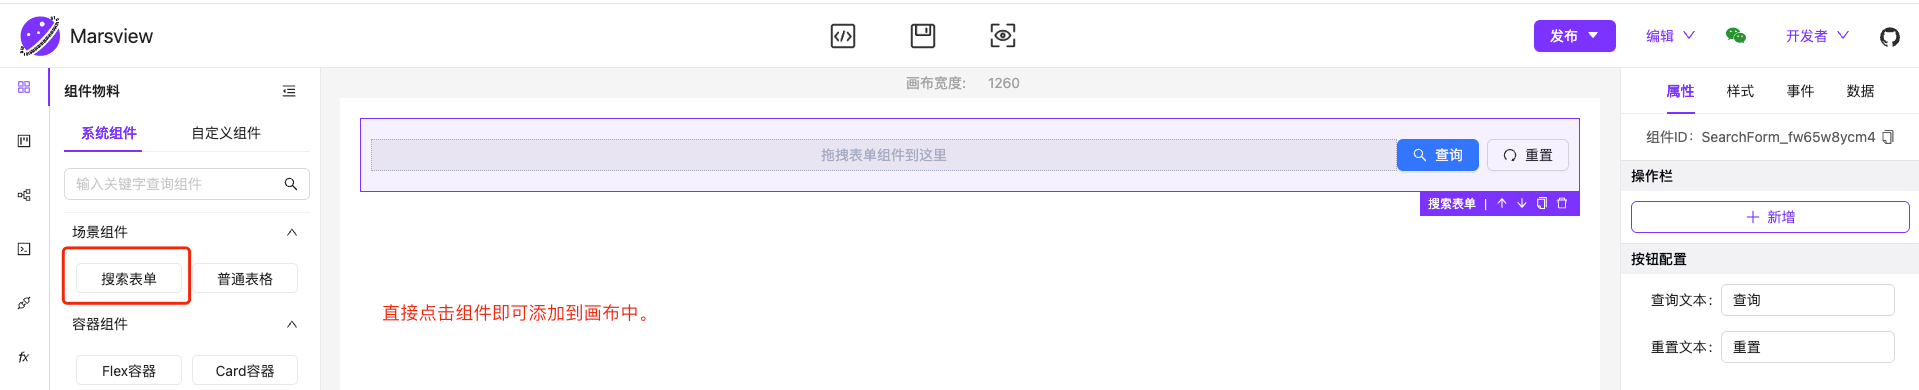 Marsview
发布
编辑
开发者
组件物料
系统组件
自定义组件
输入关键字查询组件
场景组件
搜索表单
普通表格
容器组件
Flex容器
Card容器
fx
画布宽度: 1260
拖拽表单组件到这里
查询
重置
搜索表单
直接点击组件即可添加到画布中。
属性
样式
事件
数据
组件ID: SearchForm_fw65w8ycm4
操作栏
新增
按钮配置
查询文本: 查询
重置文本: 重置